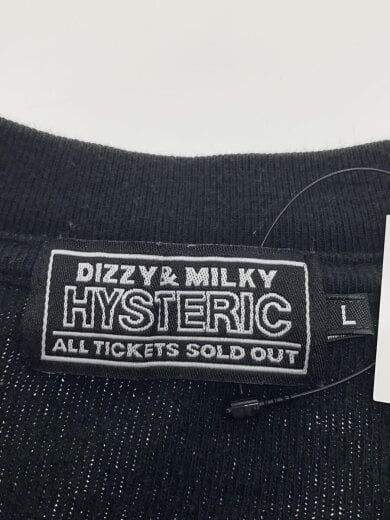 DIZZY & MILKY
HYSTERIC
ALL TICKETS SOLD OUT
L